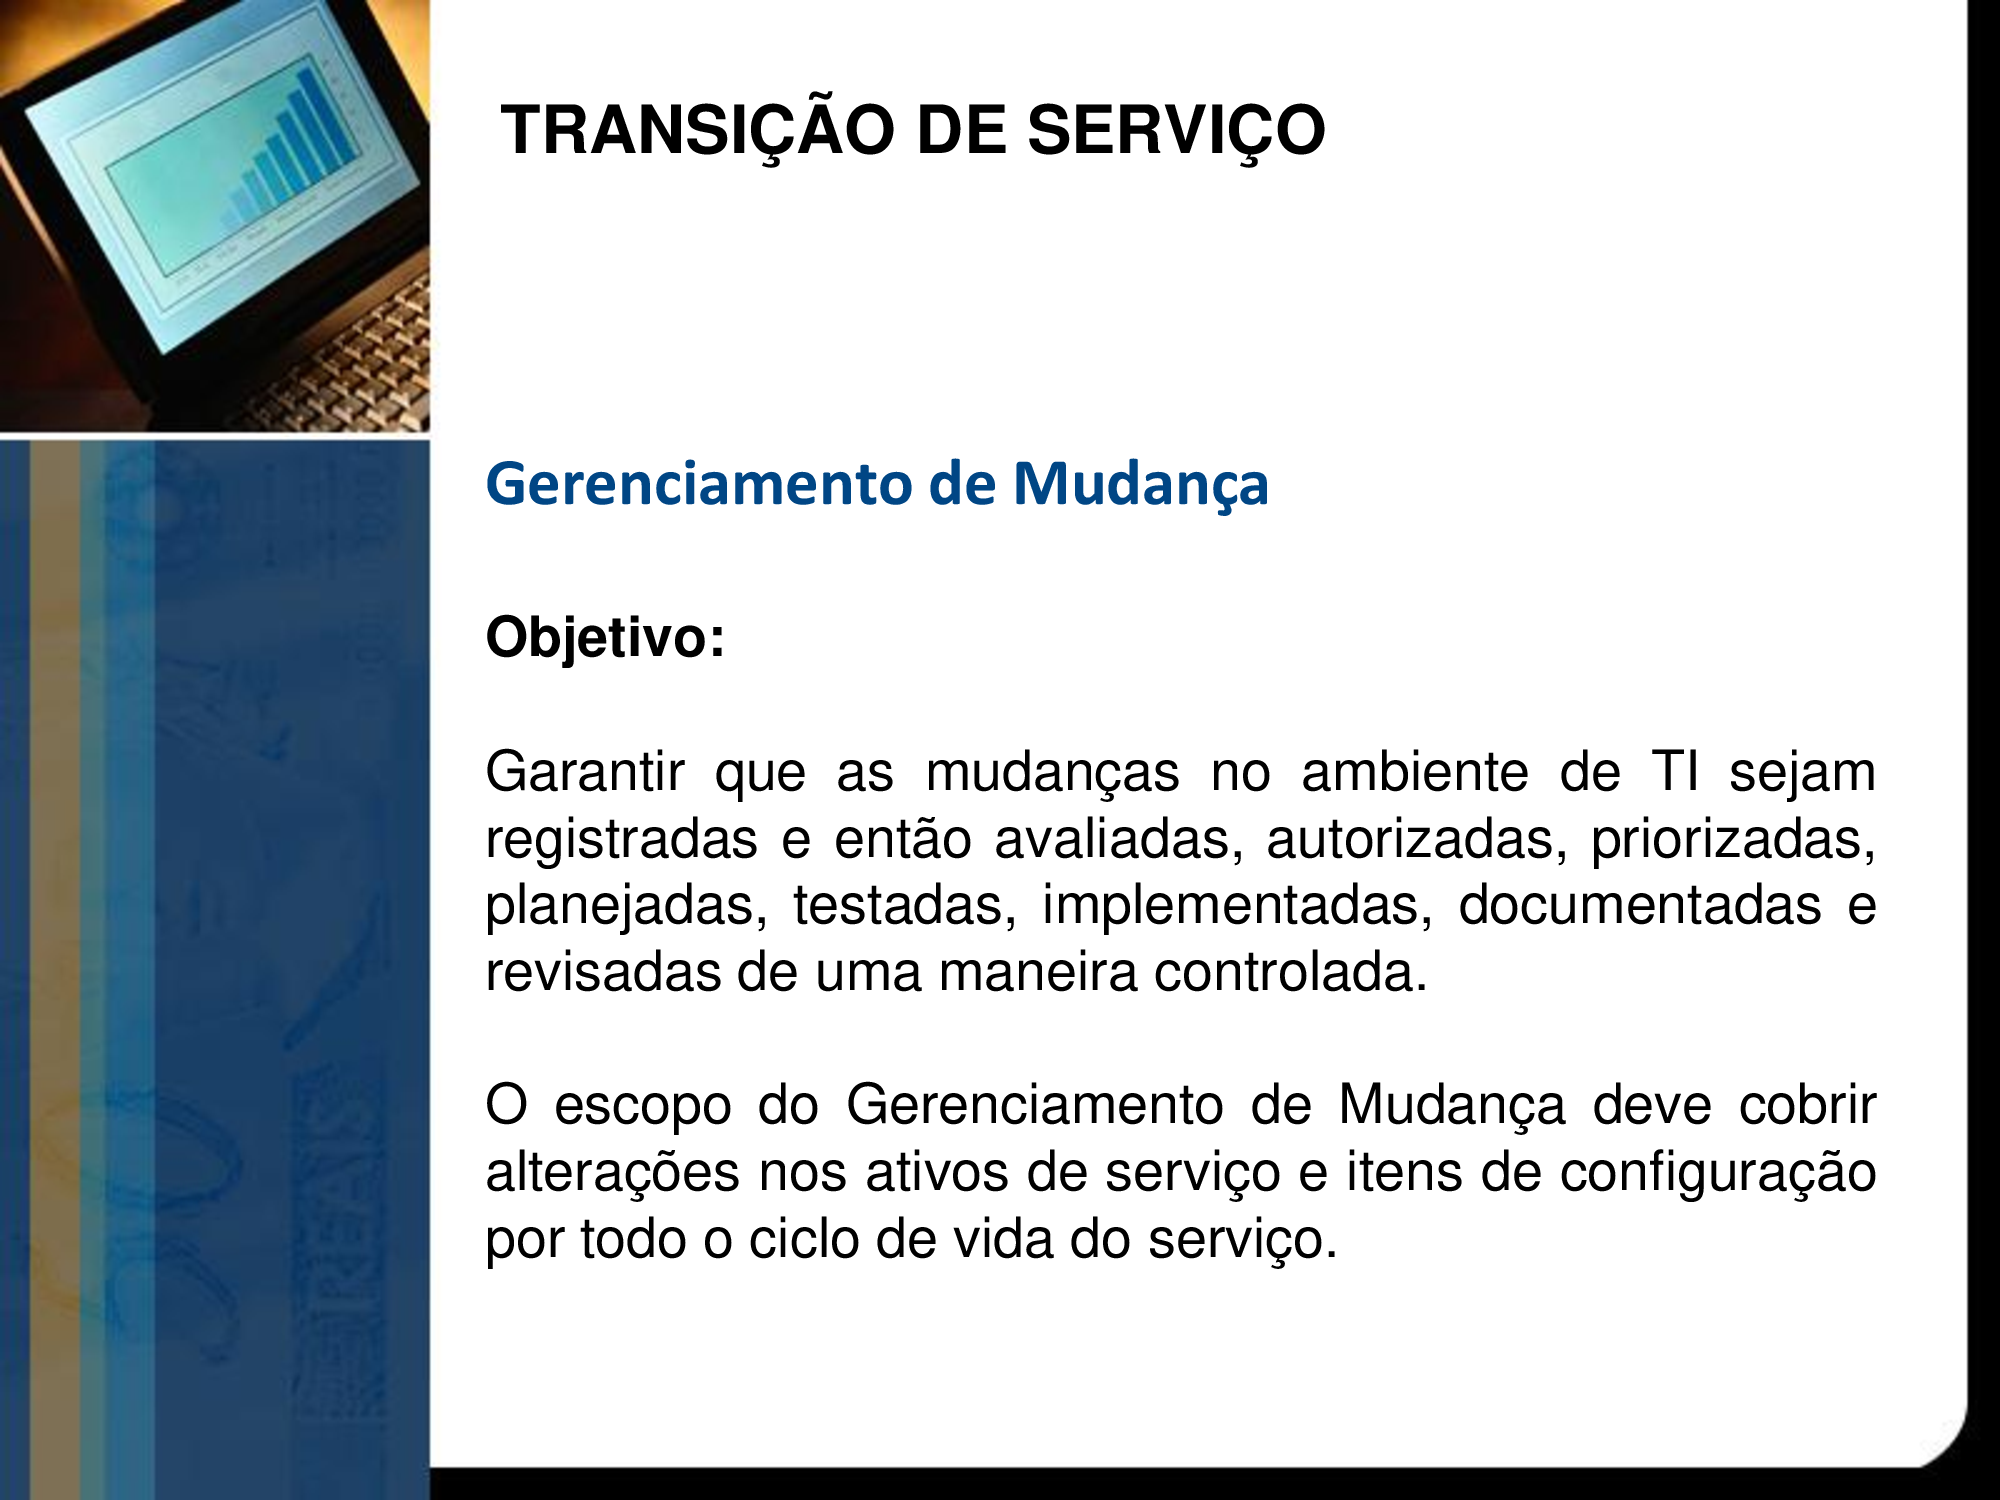 TRANSIÇÃO DE SERVIÇO
Gerenciamento de Mudança
Objetivo:
Garantir que as mudanças no ambiente de TI sejam
registradas e então avaliadas, autorizadas, priorizadas,
planejadas, testadas, implementadas, documentadas e
revisadas de uma maneira controlada.
O escopo do Gerenciamento de Mudança deve cobrir
alterações nos ativos de serviço e itens de configuração
por todo o ciclo de vida do serviço.
REAIS